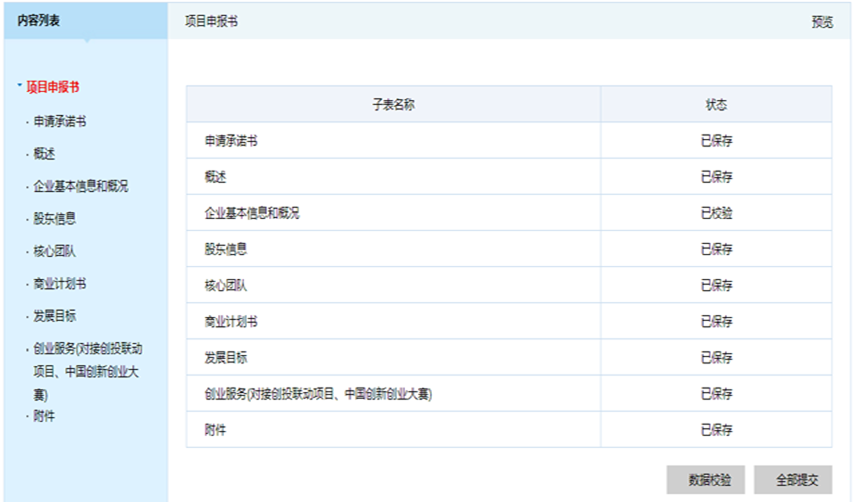 内容列表
项目申报书
预览
项目申报书
申请承诺书
概述
企业基本信息和概况
股东信息
核心团队
商业计划书
发展目标
创业服务(对接创投联动
项目、中国创新创业大
赛)
附件
子表名称 状态
申请承诺书 已保存
概述 已保存
企业基本信息和概况 已校验
股东信息 已保存
核心团队 已保存
商业计划书 已保存
发展目标 已保存
创业服务(对接创投联动项目、中国创新创业大赛) 已保存
附件 已保存
数据校验 全部提交